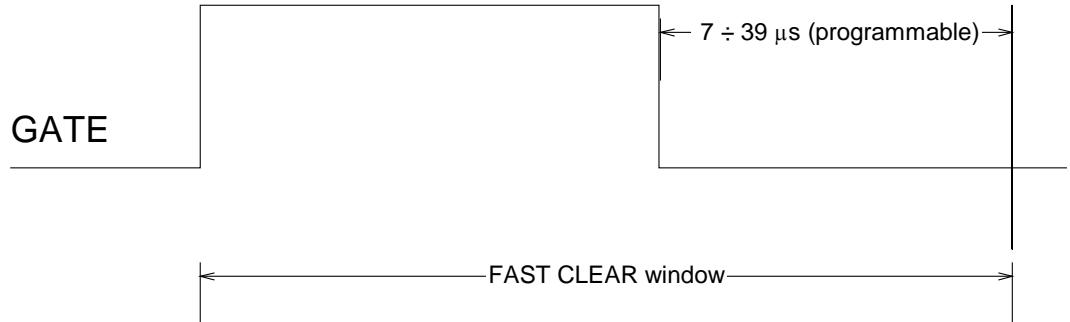 7 ÷ 39 μs (programmable)
GATE
FAST CLEAR window